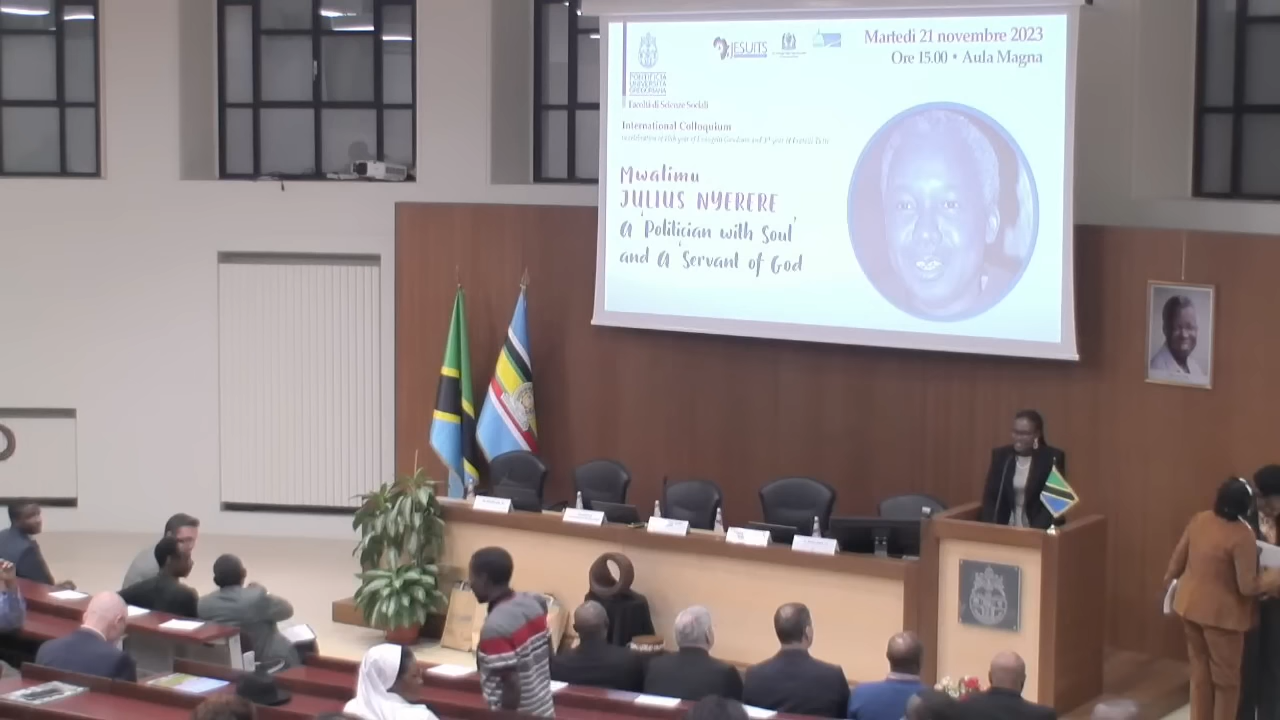 Martedì 21 novembre 2023
Ore 15.00 • Aula Magna
JESUITS
PONTIFICIA
UNIVERSITÀ
GREGORIANA
Facoltà di Scienze Sociali
International Colloquium
Mwalimu
JULIUS NYERERE
A 'Politician with Soul'
and A 'Servant of God